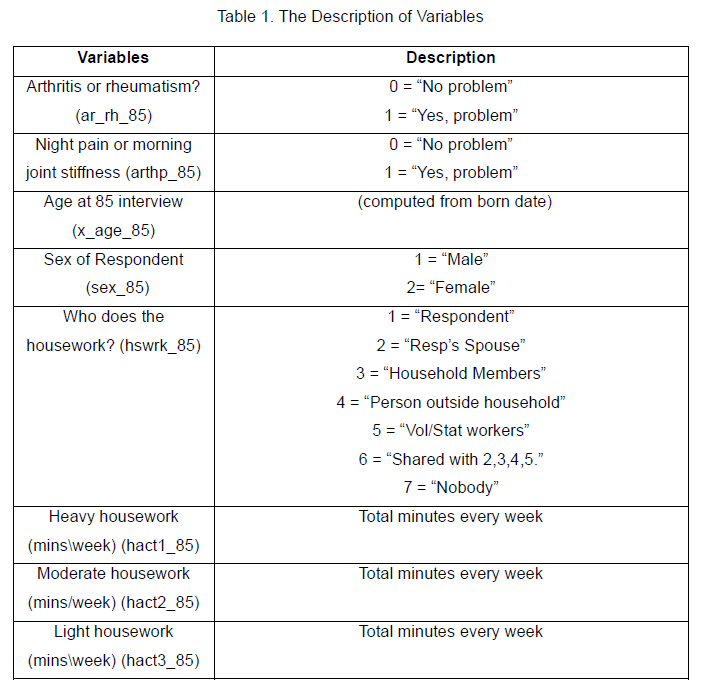 Table 1. The Description of Variables
Variables
Description
Arthritis or rheumatism?
(ar_rh_85)
0 = “No problem”
1 = “Yes, problem”
Night pain or morning
joint stiffness (arthp_85)
0 = “No problem”
1 = “Yes, problem”
Age at 85 interview
(x_age_85)
(computed from born date)
Sex of Respondent
(sex_85)
1 = “Male”
2= “Female”
Who does the
housework? (hswrk_85)
1 = “Respondent”
2 = “Resp’s Spouse”
3 = “Household Members”
4 = “Person outside household”
5 = “Vol/Stat workers”
6 = “Shared with 2,3,4,5.”
7 = “Nobody”
Heavy housework
(mins\week) (hact1_85)
Total minutes every week
Moderate housework
(mins/week) (hact2_85)
Total minutes every week
Light housework
(mins\week) (hact3_85)
Total minutes every week